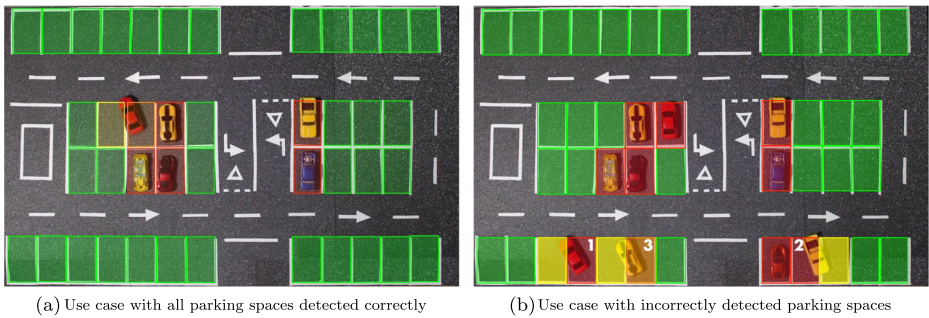 1 3 2
(a) Use case with all parking spaces detected correctly
(b) Use case with incorrectly detected parking spaces